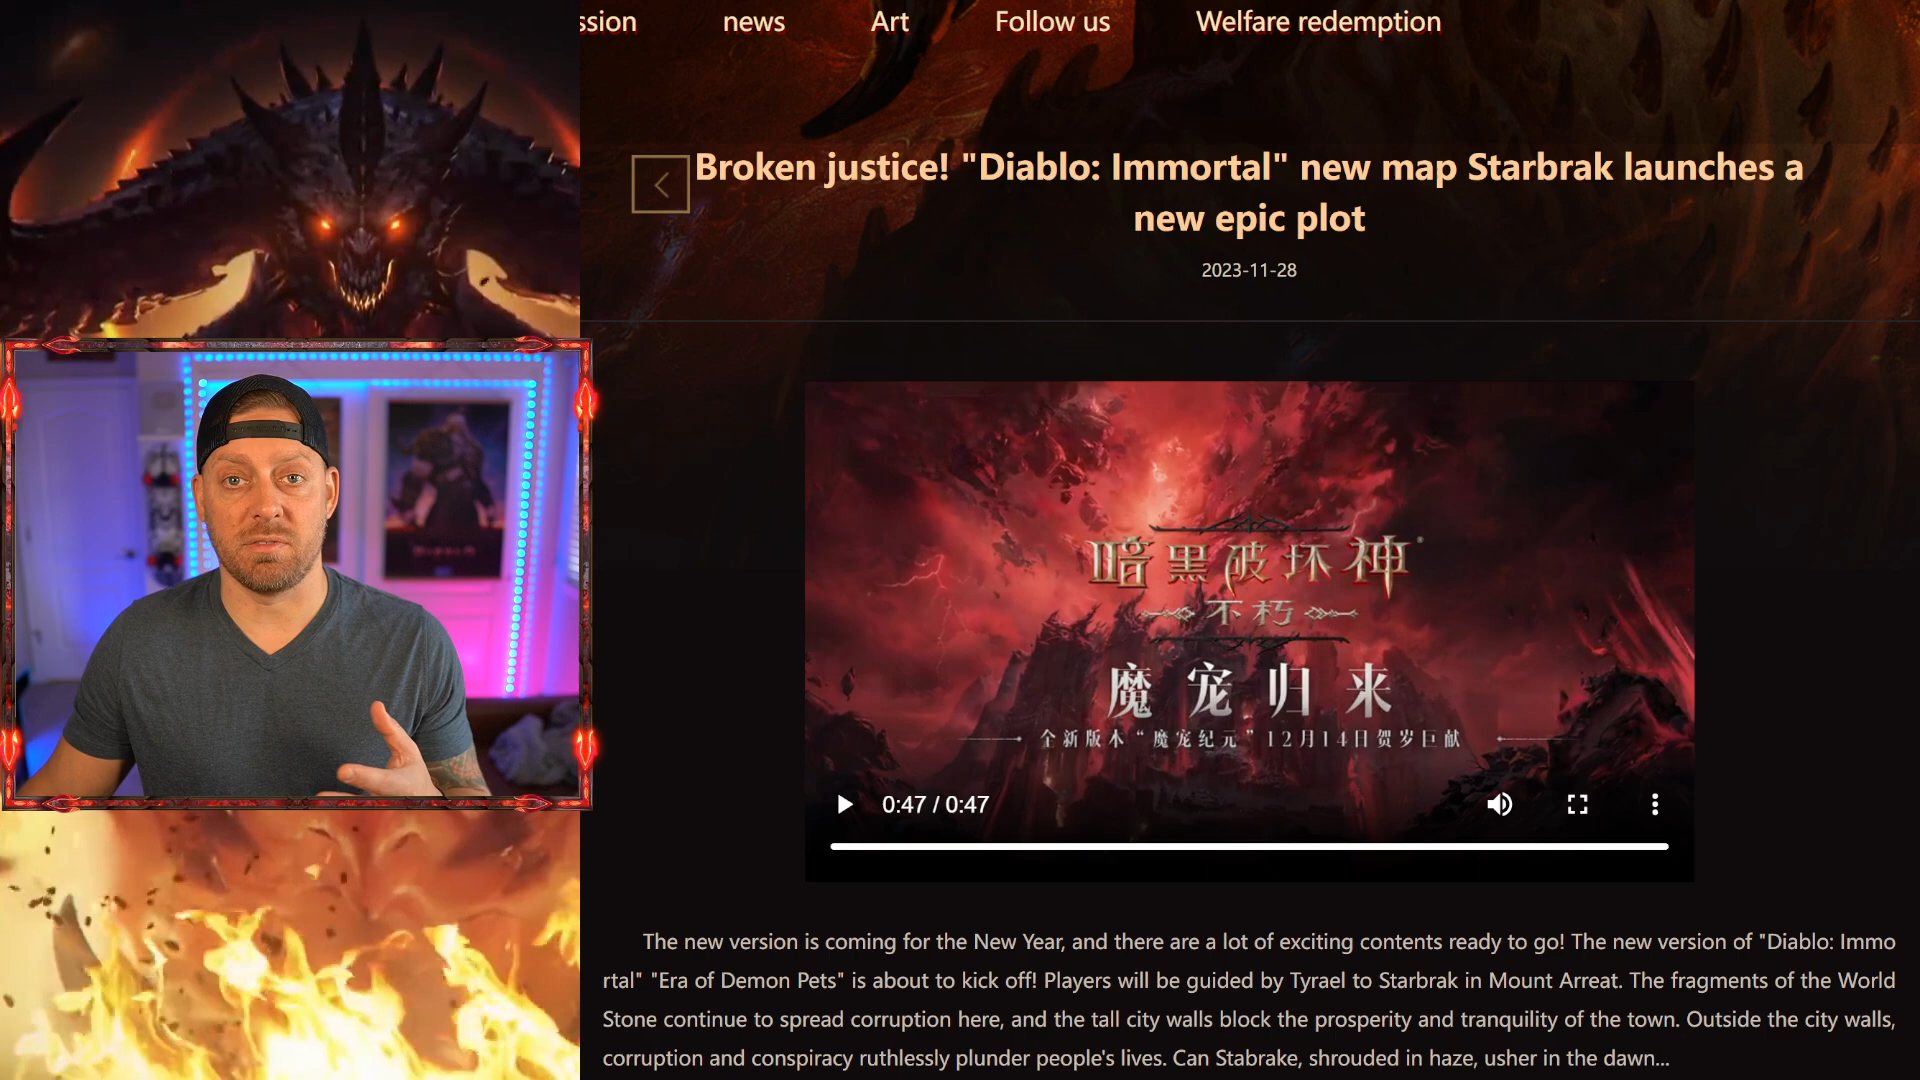 ssion news Art Follow us Welfare redemption
Broken justice! "Diablo: Immortal" new map Starbrak launches a
new epic plot
2023-11-28
暗黑破坏神
不朽
魔宠归来
全新版本“魔宠纪元”12月14日贺岁巨献
0:47 / 0:47
The new version is coming for the New Year, and there are a lot of exciting contents ready to go! The new version of "Diablo: Immo
rtal" "Era of Demon Pets" is about to kick off! Players will be guided by Tyrael to Starbrak in Mount Arreat. The fragments of the World
Stone continue to spread corruption here, and the tall city walls block the prosperity and tranquility of the town. Outside the city walls,
corruption and conspiracy ruthlessly plunder people's lives. Can Stabrake, shrouded in haze, usher in the dawn...